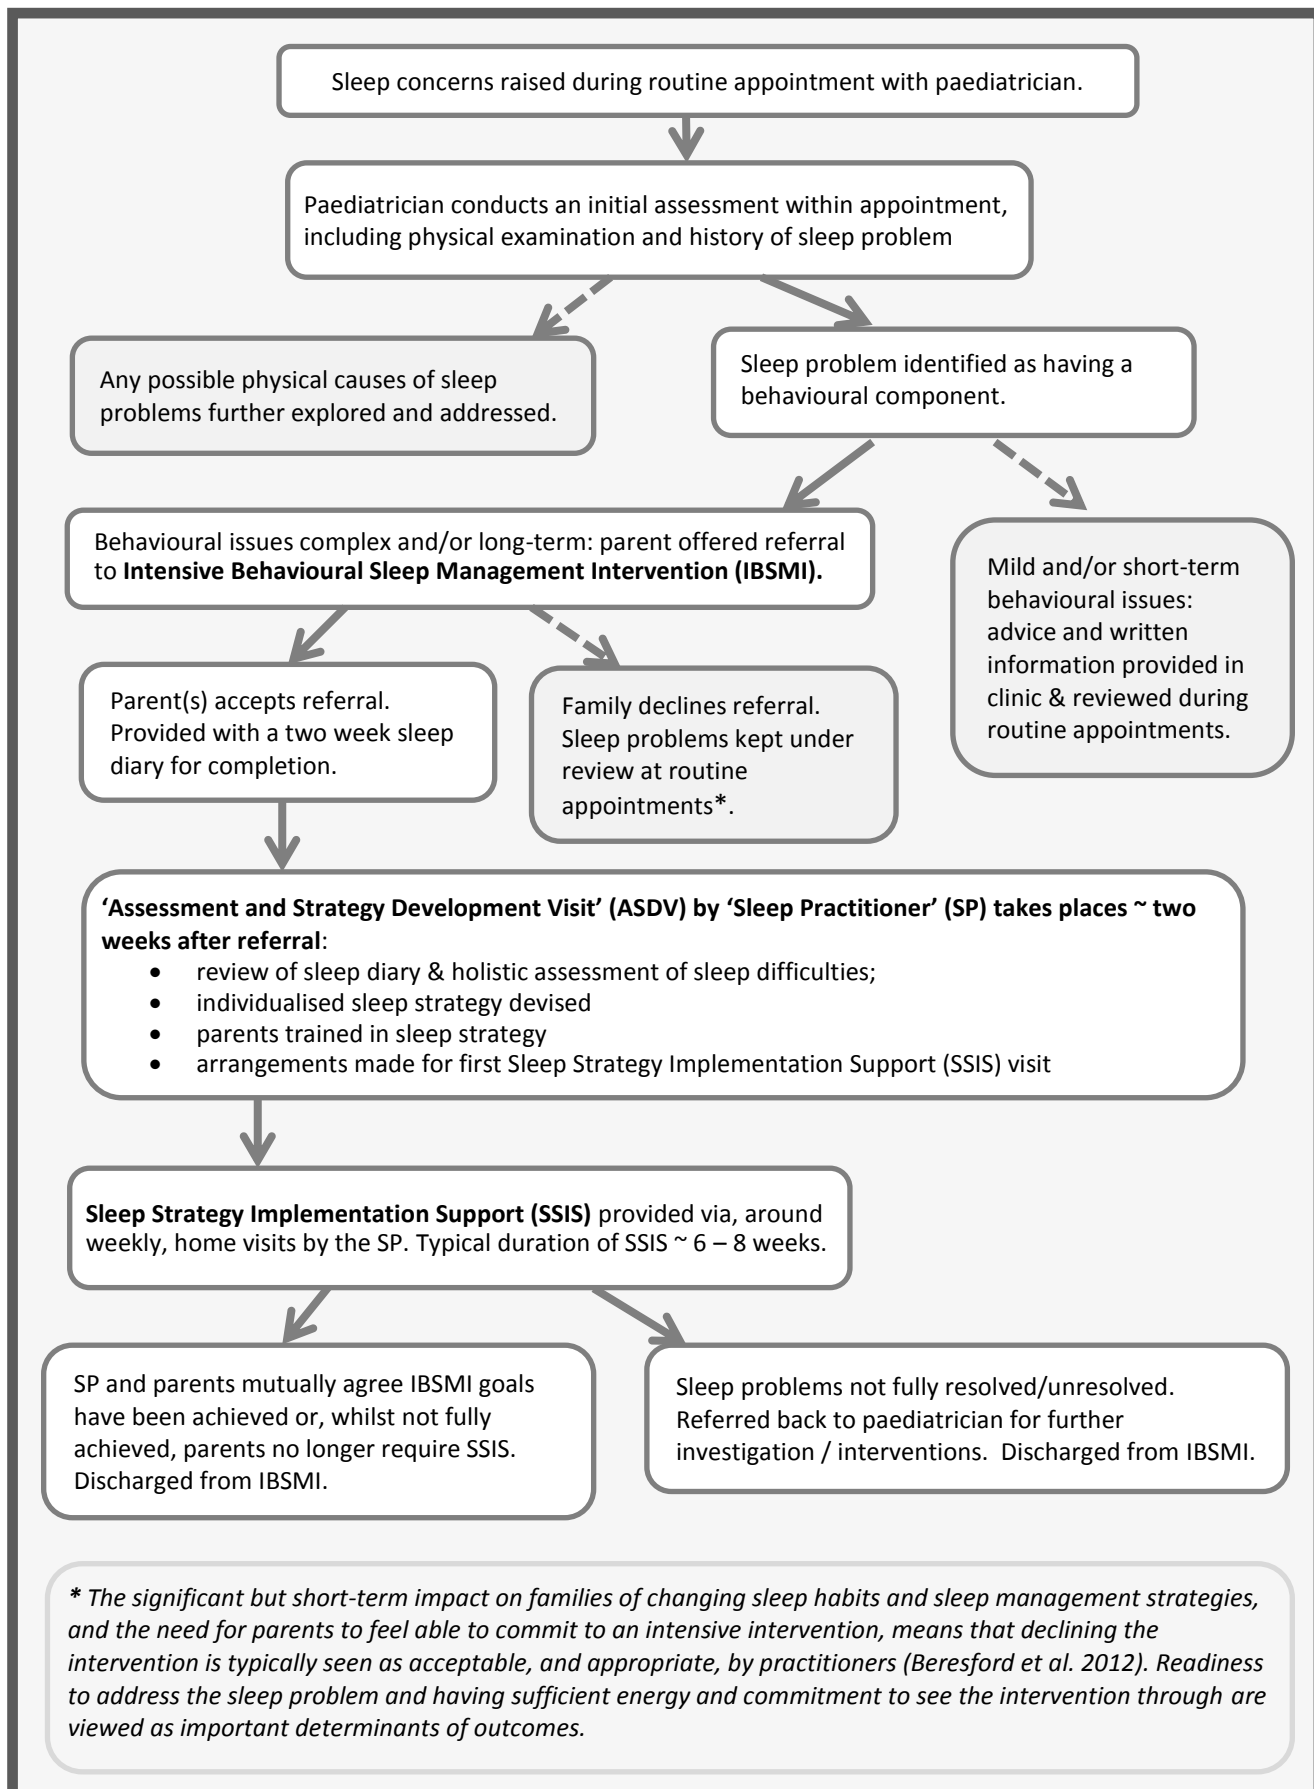 Sleep concerns raised during routine appointment with paediatrician.
Paediatrician conducts an initial assessment within appointment,
including physical examination and history of sleep problem
Any possible physical causes of sleep
problems further explored and addressed.
Sleep problem identified as having a
behavioural component.
Behavioural issues complex and/or long-term: parent offered referral
to Intensive Behavioural Sleep Management Intervention (IBSMI).
Mild and/or short-term
behavioural issues:
advice and written
information provided in
clinic & reviewed during
routine appointments.
Parent(s) accepts referral.
Provided with a two week sleep
diary for completion.
Family declines referral.
Sleep problems kept under
review at routine
appointments*.
‘Assessment and Strategy Development Visit’ (ASDV) by ‘Sleep Practitioner’ (SP) takes places ~ two
weeks after referral:
• review of sleep diary & holistic assessment of sleep difficulties;
• individualised sleep strategy devised
• parents trained in sleep strategy
• arrangements made for first Sleep Strategy Implementation Support (SSIS) visit
Sleep Strategy Implementation Support (SSIS) provided via, around
weekly, home visits by the SP. Typical duration of SSIS ~ 6 – 8 weeks.
SP and parents mutually agree IBSMI goals
have been achieved or, whilst not fully
achieved, parents no longer require SSIS.
Discharged from IBSMI.
Sleep problems not fully resolved/unresolved.
Referred back to paediatrician for further
investigation / interventions.  Discharged from IBSMI.
* The significant but short-term impact on families of changing sleep habits and sleep management strategies,
and the need for parents to feel able to commit to an intensive intervention, means that declining the
intervention is typically seen as acceptable, and appropriate, by practitioners (Beresford et al. 2012). Readiness
to address the sleep problem and having sufficient energy and commitment to see the intervention through are
viewed as important determinants of outcomes.